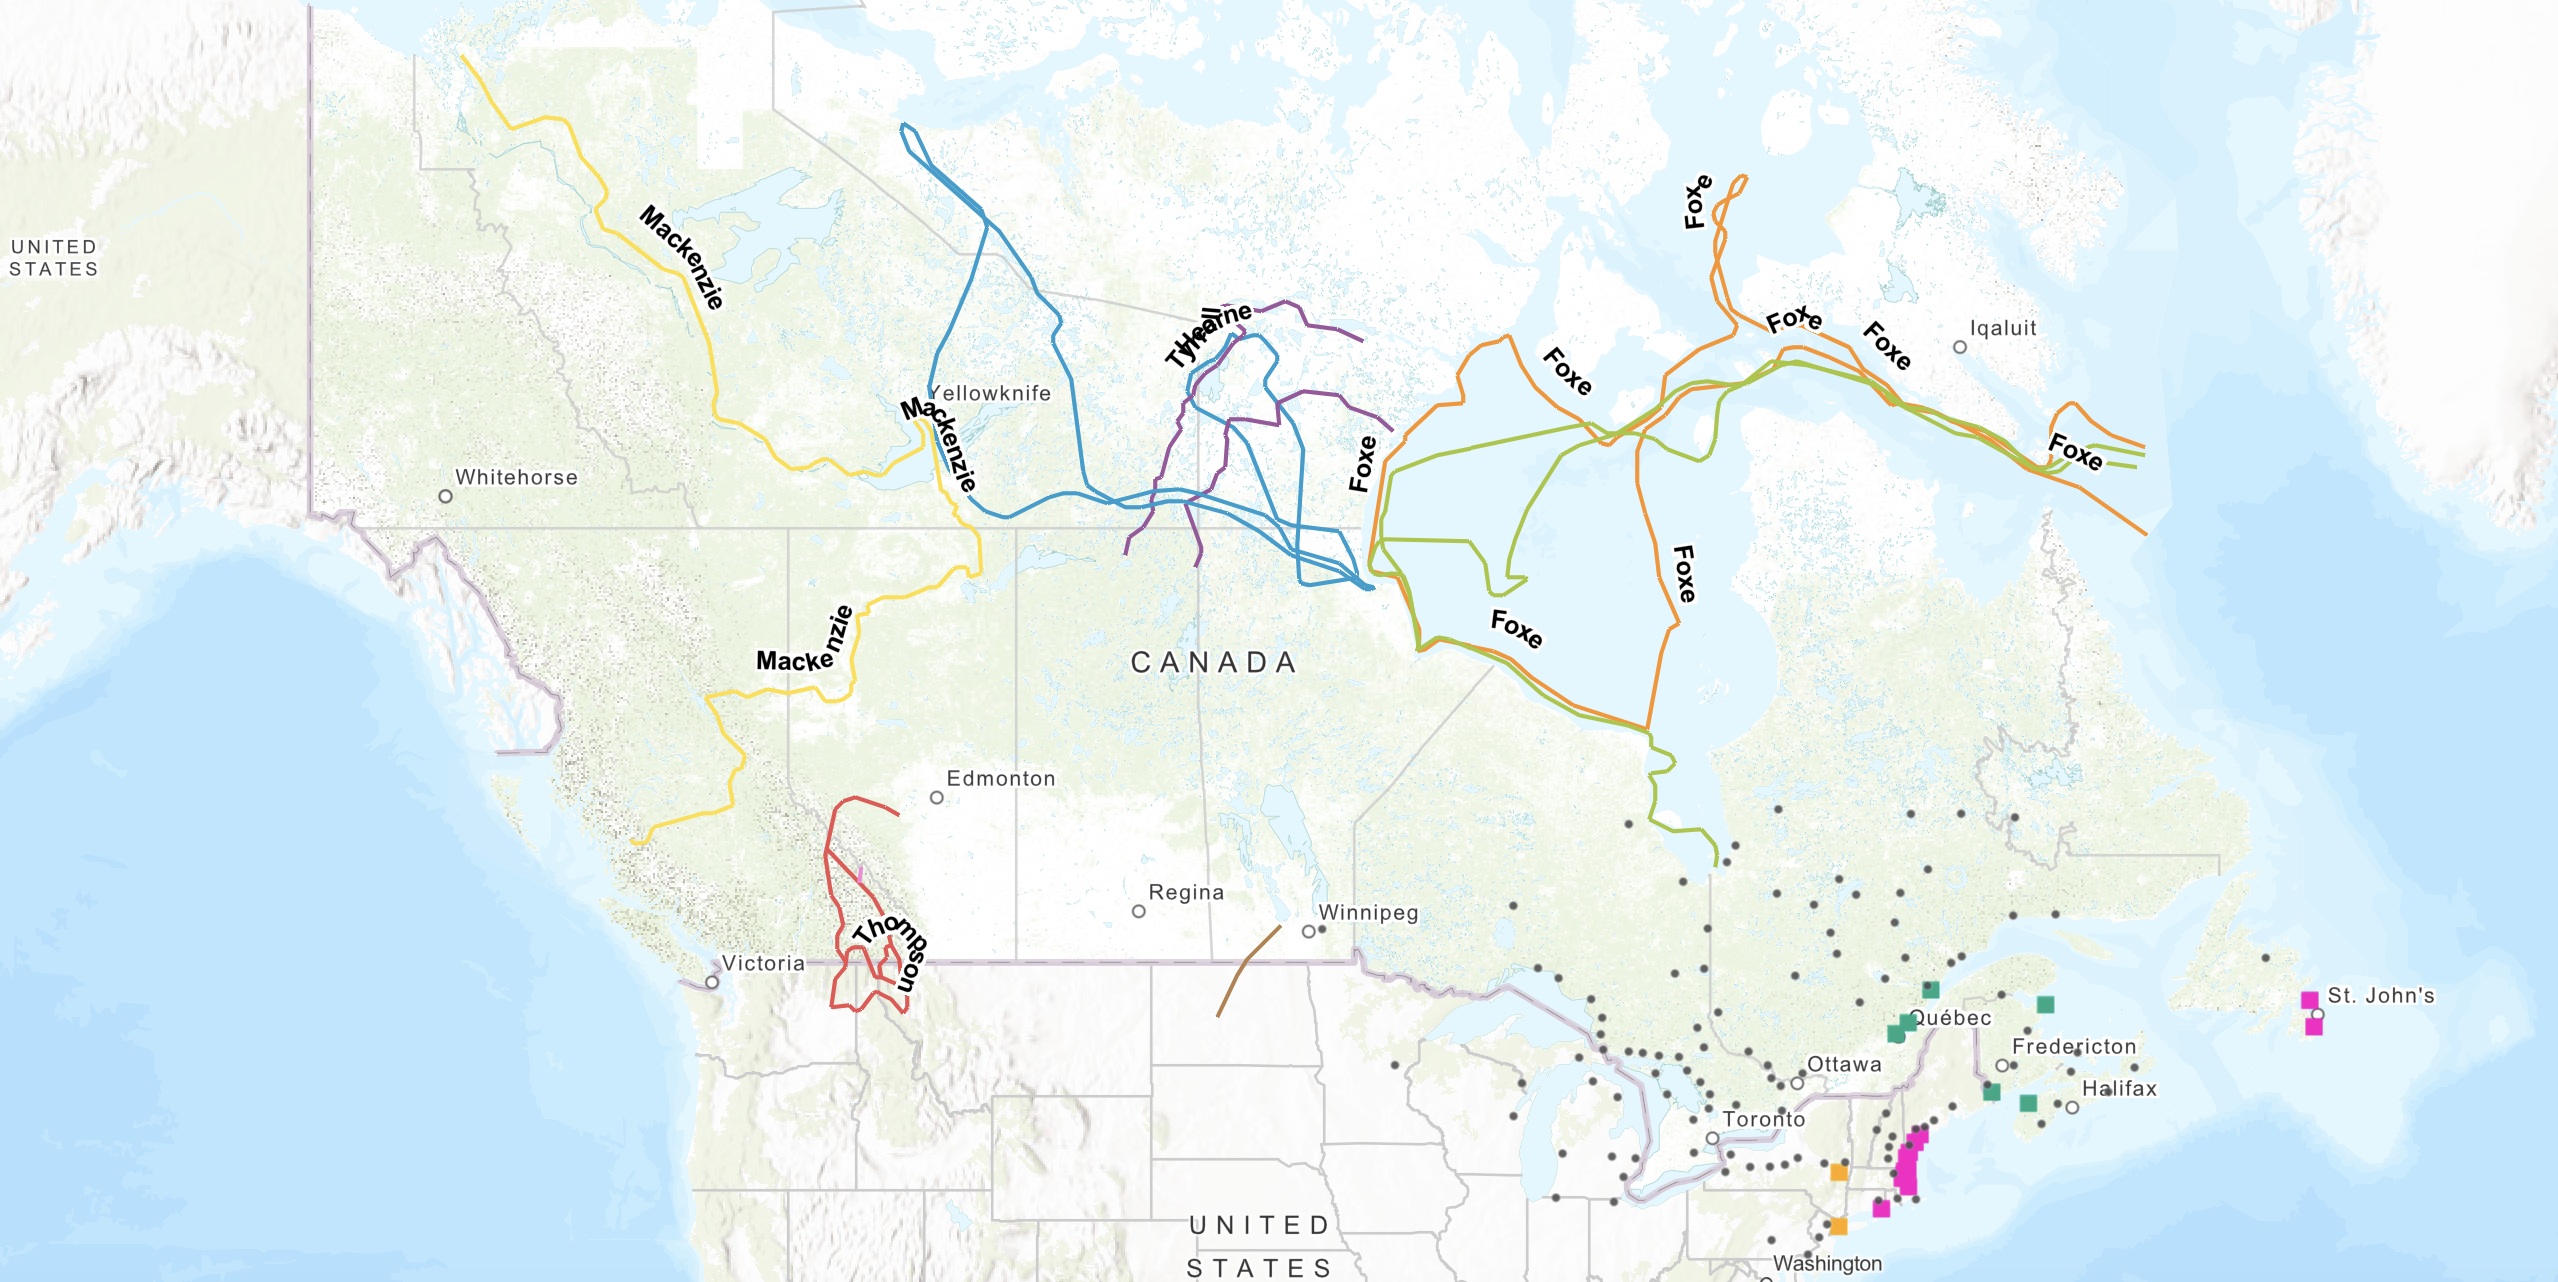 Foxe
Mackenzie
UNITED
STATES
Tyrrell
Hearne
Foxe
Foxe
Iqaluit
Foxe
Yellowknife
Mackenzie
Mackenzie
Foxe
Foxe
Whitehorse
Foxe
Mackenzie
Foxe
CANADA
Edmonton
Regina
Winnipeg
Thompson
Victoria
St. John's
Québec
Fredericton
Ottawa
Halifax
Toronto
UNITED
STATES
Washington